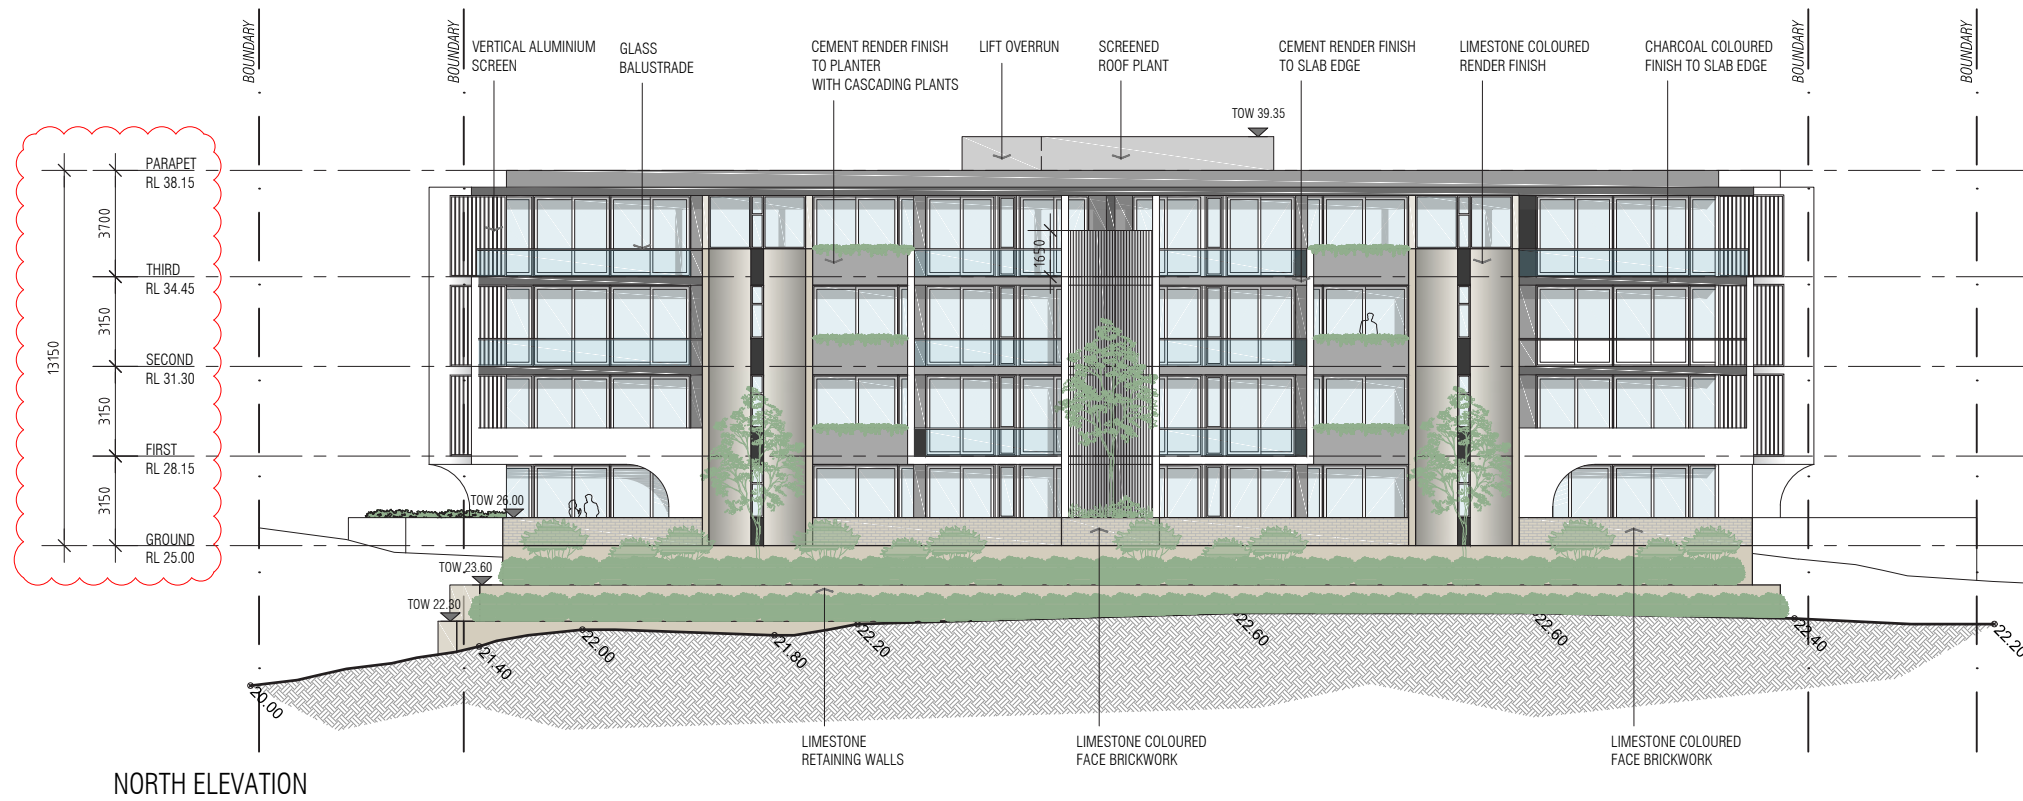 BOUNDARY
BOUNDARY
BOUNDARY
BOUNDARY
VERTICAL ALUMINIUM
SCREEN
GLASS
BALUSTRADE
CEMENT RENDER FINISH
TO PLANTER
WITH CASCADING PLANTS
LIFT OVERRUN
SCREENED
ROOF PLANT
CEMENT RENDER FINISH
TO SLAB EDGE
LIMESTONE COLOURED
RENDER FINISH
CHARCOAL COLOURED
FINISH TO SLAB EDGE
TOW 39.35
PARAPET
RL 38.15
3700
THIRD
RL 34.45
1650
3150
13150
SECOND
RL 31.30
3150
FIRST
RL 28.15
3150
TOW 26.00
GROUND
RL 25.00
TOW 23.60
TOW 22.30
20.00
21.40
22.00
21.80
22.20
22.60
22.60
22.40
22.20
LIMESTONE
RETAINING WALLS
LIMESTONE COLOURED
FACE BRICKWORK
LIMESTONE COLOURED
FACE BRICKWORK
NORTH ELEVATION